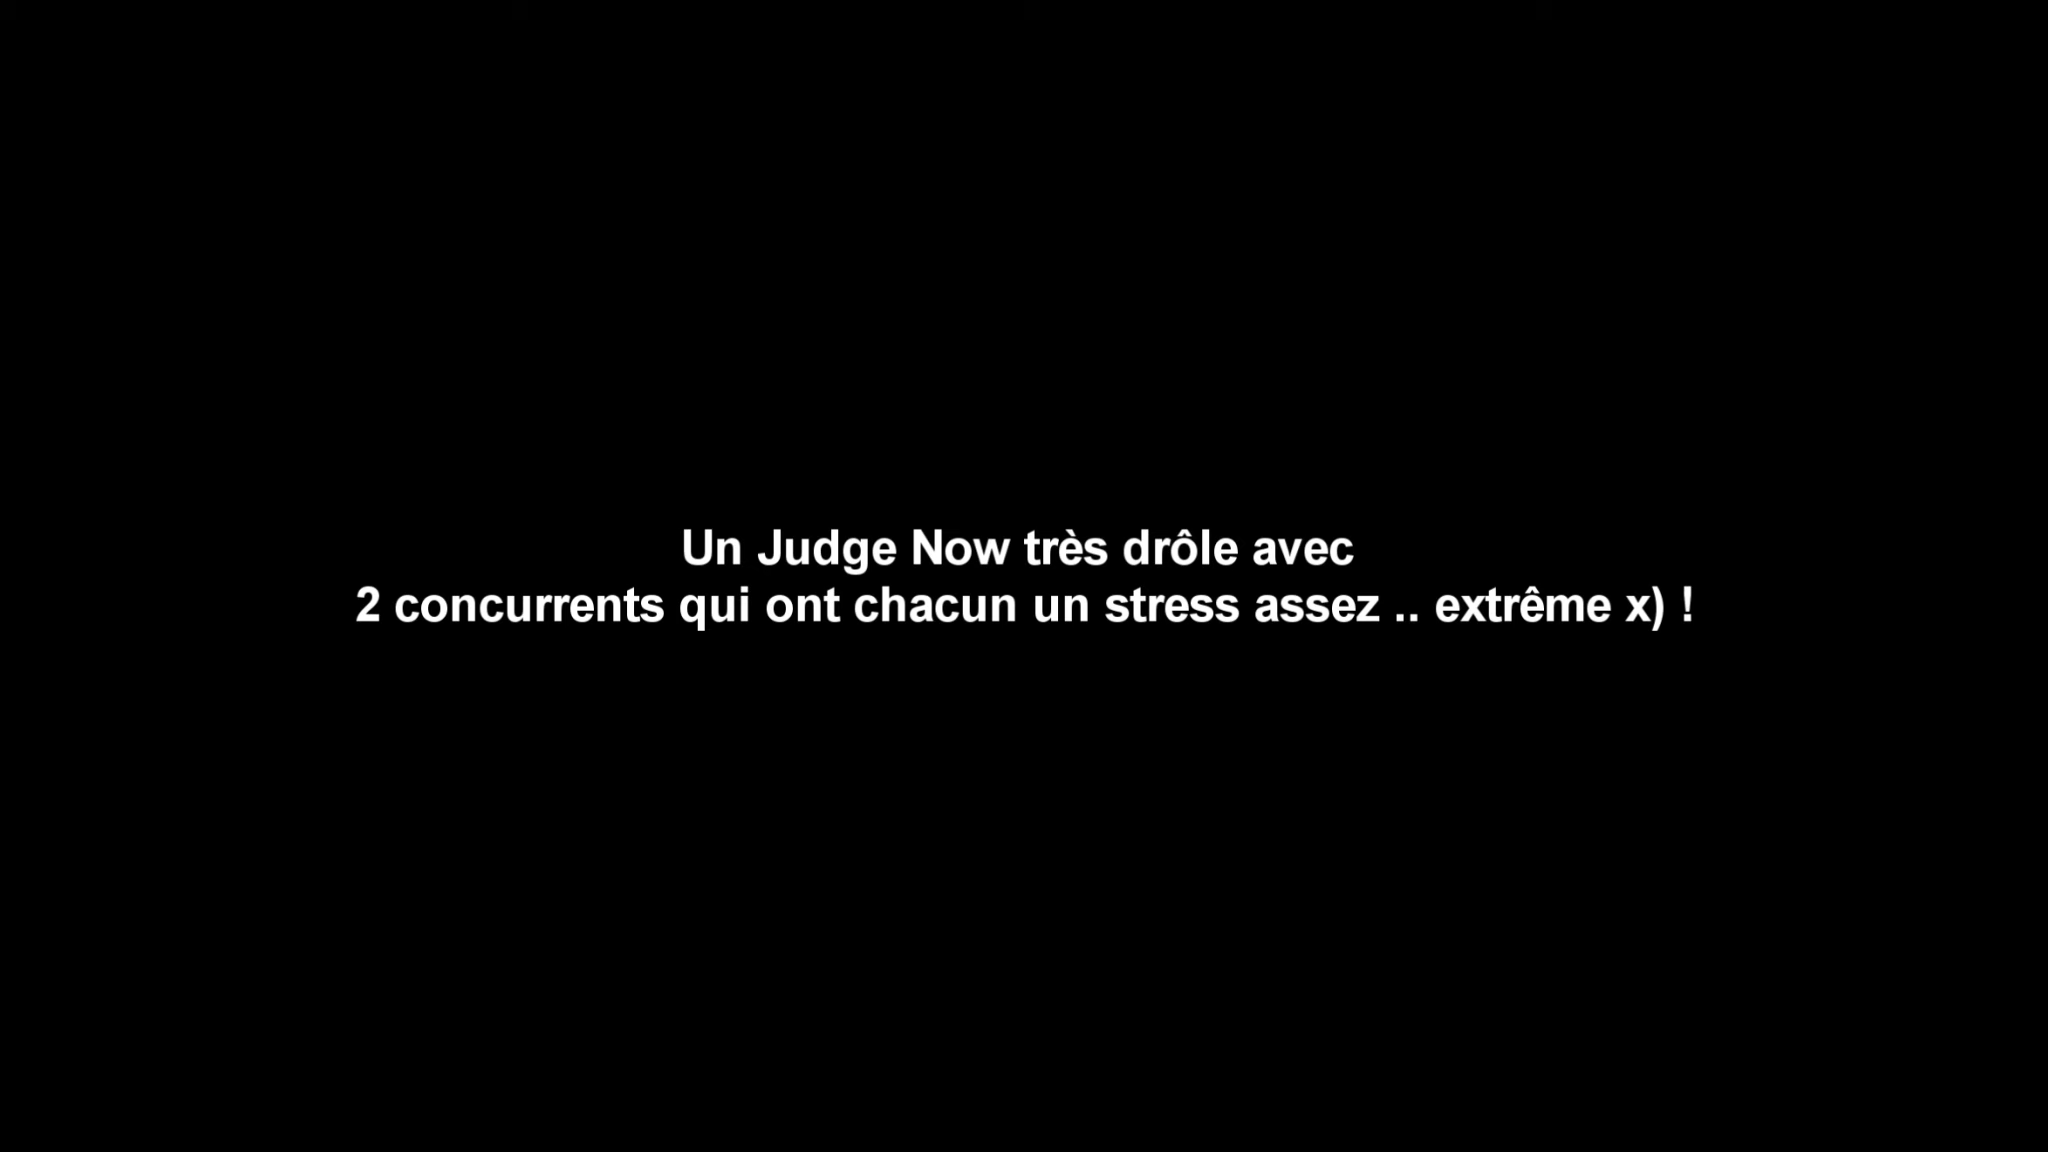 Un Judge Now très drôle avec
2 concurrents qui ont chacun un stress assez .. extrême x) !